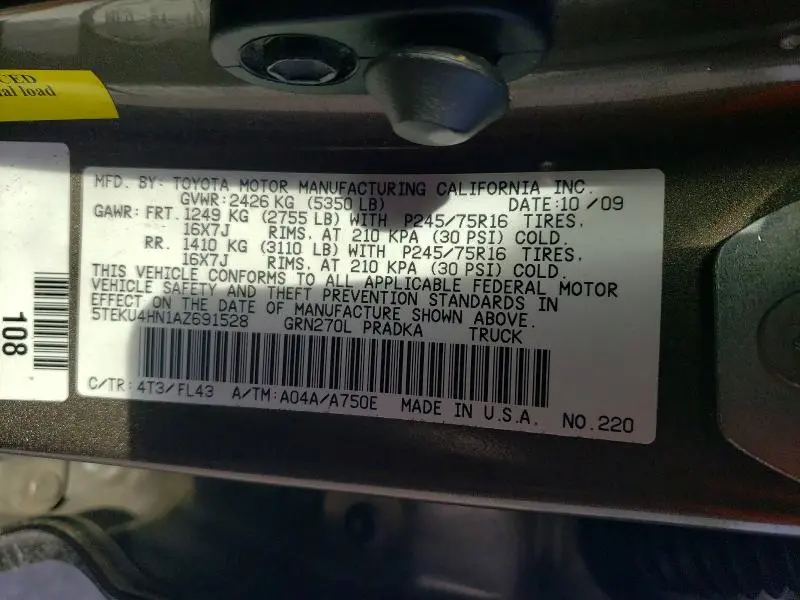 CED
ial load
108
MFD. BY: TOYOTA MOTOR MANUFACTURING CALIFORNIA INC.
GVWR: 2426 KG (5350 LB) DATE: 10 /09
GAWR: FRT. 1249 KG (2755 LB) WITH P245/75R16 TIRES.
16X7J RIMS. AT 210 KPA (30 PSI) COLD.
RR. 1410 KG (3110 LB) WITH P245/75R16 TIRES.
16X7J RIMS. AT 210 KPA (30 PSI) COLD.
THIS VEHICLE CONFORMS TO ALL APPLICABLE FEDERAL MOTOR
VEHICLE SAFETY AND THEFT PREVENTION STANDARDS IN
EFFECT ON THE DATE OF MANUFACTURE SHOWN ABOVE.
5TEKU4HN1AZ691528 GRN270L PRADKA TRUCK
C/TR: 4T3/FL43 A/TM: A04A/A750E MADE IN U.S.A. NO.220